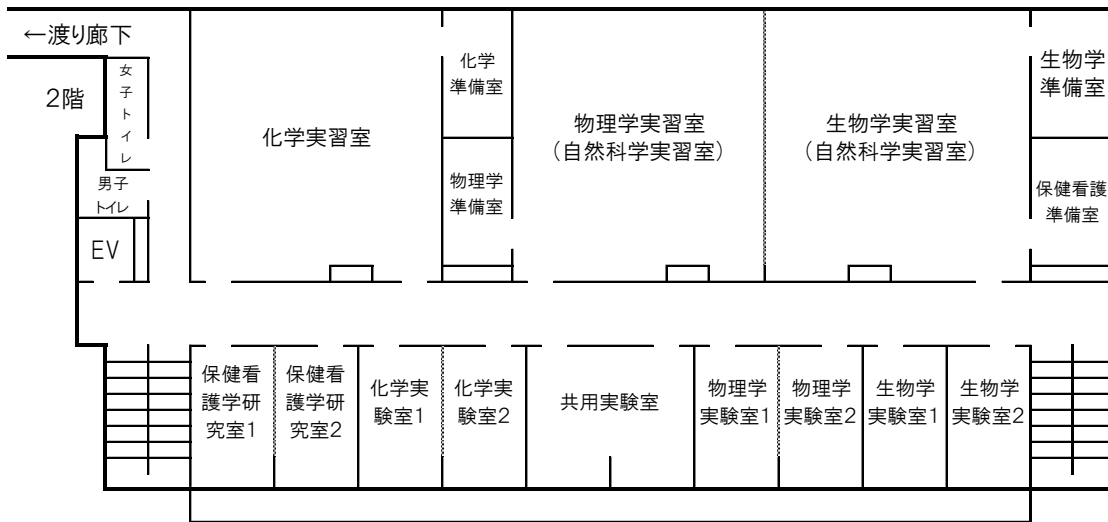 ←渡り廊下
2階
女子トイレ
男子
トイレ
EV
化学実習室
化学
準備室
物理学
準備室
物理学実習室
(自然科学実習室)
生物学実習室
(自然科学実習室)
生物学
準備室
保健看護
準備室
保健看
護学研
究室1
保健看
護学研
究室2
化学実
験室1
化学実
験室2
共用実験室
物理学
実験室1
物理学
実験室2
生物学
実験室1
生物学
実験室2